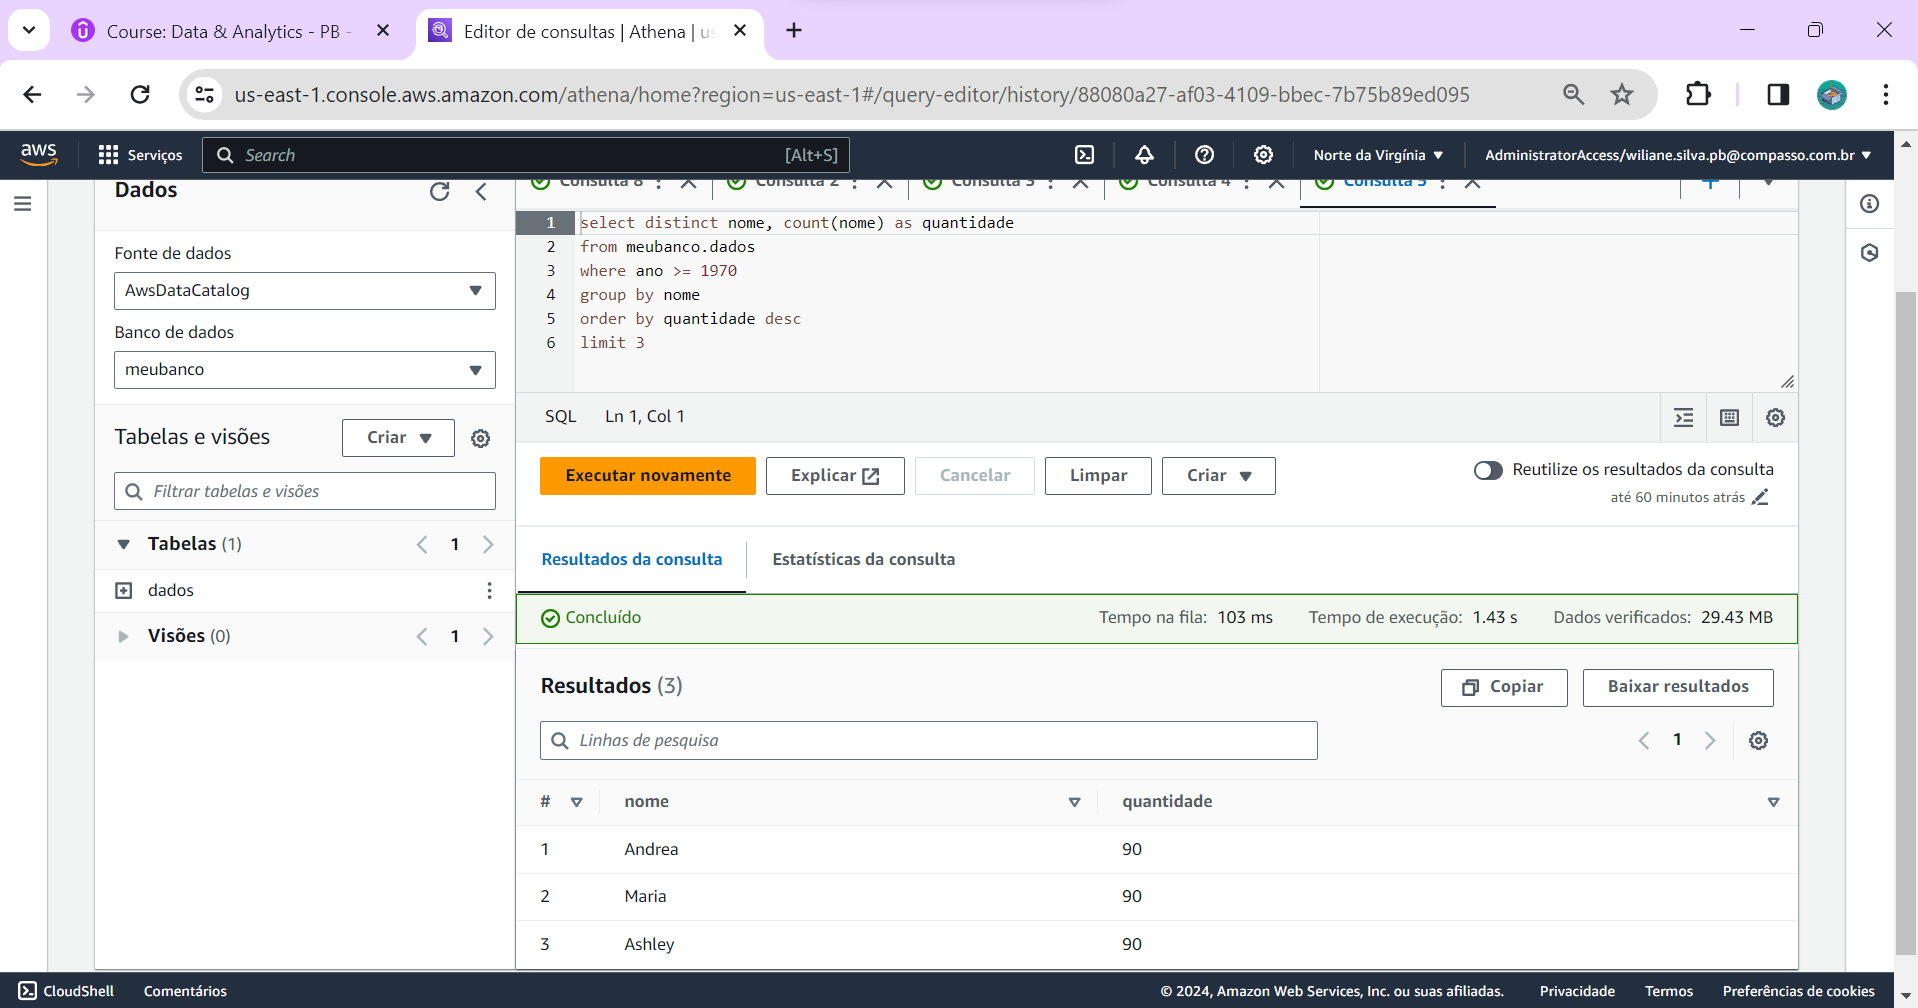 Course: Data & Analytics - PB -
Editor de consultas | Athena | us
us-east-1.console.aws.amazon.com/athena/home?region=us-east-1#/query-editor/history/88080a27-af03-4109-bbec-7b75b89ed095
aws
Serviços
Search
[Alt+S]
Norte da Virgínia
AdministratorAccess/wiliane.silva.pb@compasso.com.br
Dados
Consulta 8
Consulta 2
Consulta 3
Consulta 4
Consulta 5
Fonte de dados
AwsDataCatalog
Banco de dados
meubanco
Tabelas e visões
Criar
Filtrar tabelas e visões
Tabelas (1)
1
dados
Visões (0)
1
1 select distinct nome, count(nome) as quantidade
2 from meubanco.dados
3 where ano >= 1970
4 group by nome
5 order by quantidade desc
6 limit 3
SQL
Ln 1, Col 1
Executar novamente
Explicar
Cancelar
Limpar
Criar
Reutilize os resultados da consulta
até 60 minutos atrás
Resultados da consulta
Estatísticas da consulta
Concluído
Tempo na fila: 103 ms
Tempo de execução: 1.43 s
Dados verificados: 29.43 MB
Resultados (3)
Copiar
Baixar resultados
Linhas de pesquisa
1
# nome quantidade
1 Andrea 90
2 Maria 90
3 Ashley 90
CloudShell
Comentários
© 2024, Amazon Web Services, Inc. ou suas afiliadas.
Privacidade
Termos
Preferências de cookies